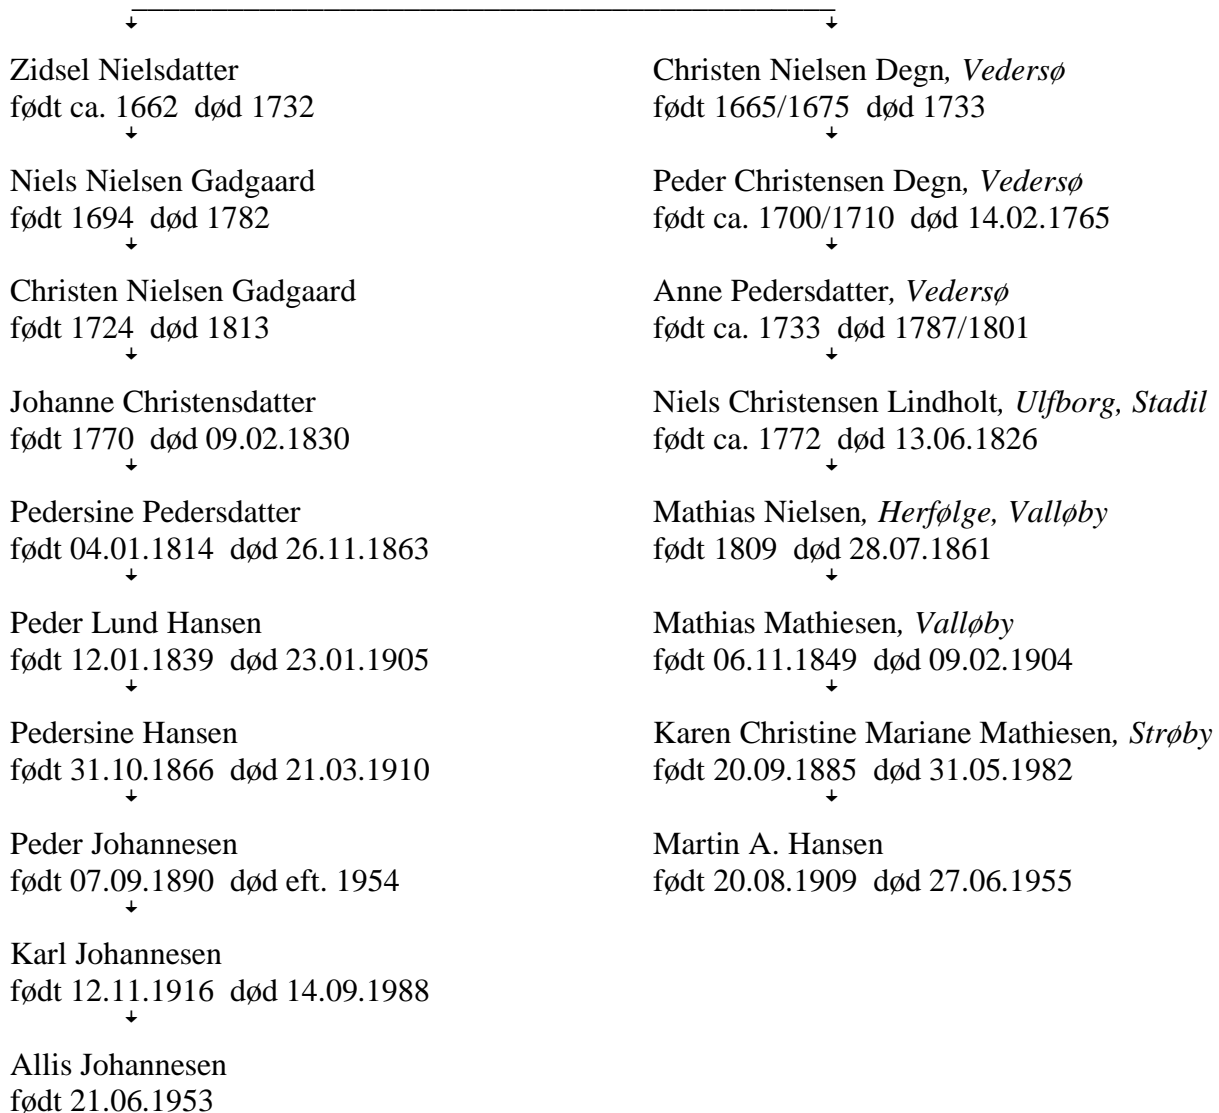 Zidsel Nielsdatter
født ca. 1662 død 1732
Niels Nielsen Gadgaard
født 1694 død 1782
Christen Nielsen Gadgaard
født 1724 død 1813
Johanne Christensdatter
født 1770 død 09.02.1830
Pedersine Pedersdatter
født 04.01.1814 død 26.11.1863
Peder Lund Hansen
født 12.01.1839 død 23.01.1905
Pedersine Hansen
født 31.10.1866 død 21.03.1910
Peder Johannesen
født 07.09.1890 død eft. 1954
Karl Johannesen
født 12.11.1916 død 14.09.1988
Allis Johannesen
født 21.06.1953
Christen Nielsen Degn, Vedersø
født 1665/1675 død 1733
Peder Christensen Degn, Vedersø
født ca. 1700/1710 død 14.02.1765
Anne Pedersdatter, Vedersø
født ca. 1733 død 1787/1801
Niels Christensen Lindholt, Ulfborg, Stadil
født ca. 1772 død 13.06.1826
Mathias Nielsen, Herfølge, Valløby
født 1809 død 28.07.1861
Mathias Mathiesen, Valløby
født 06.11.1849 død 09.02.1904
Karen Christine Mariane Mathiesen, Strøby
født 20.09.1885 død 31.05.1982
Martin A. Hansen
født 20.08.1909 død 27.06.1955